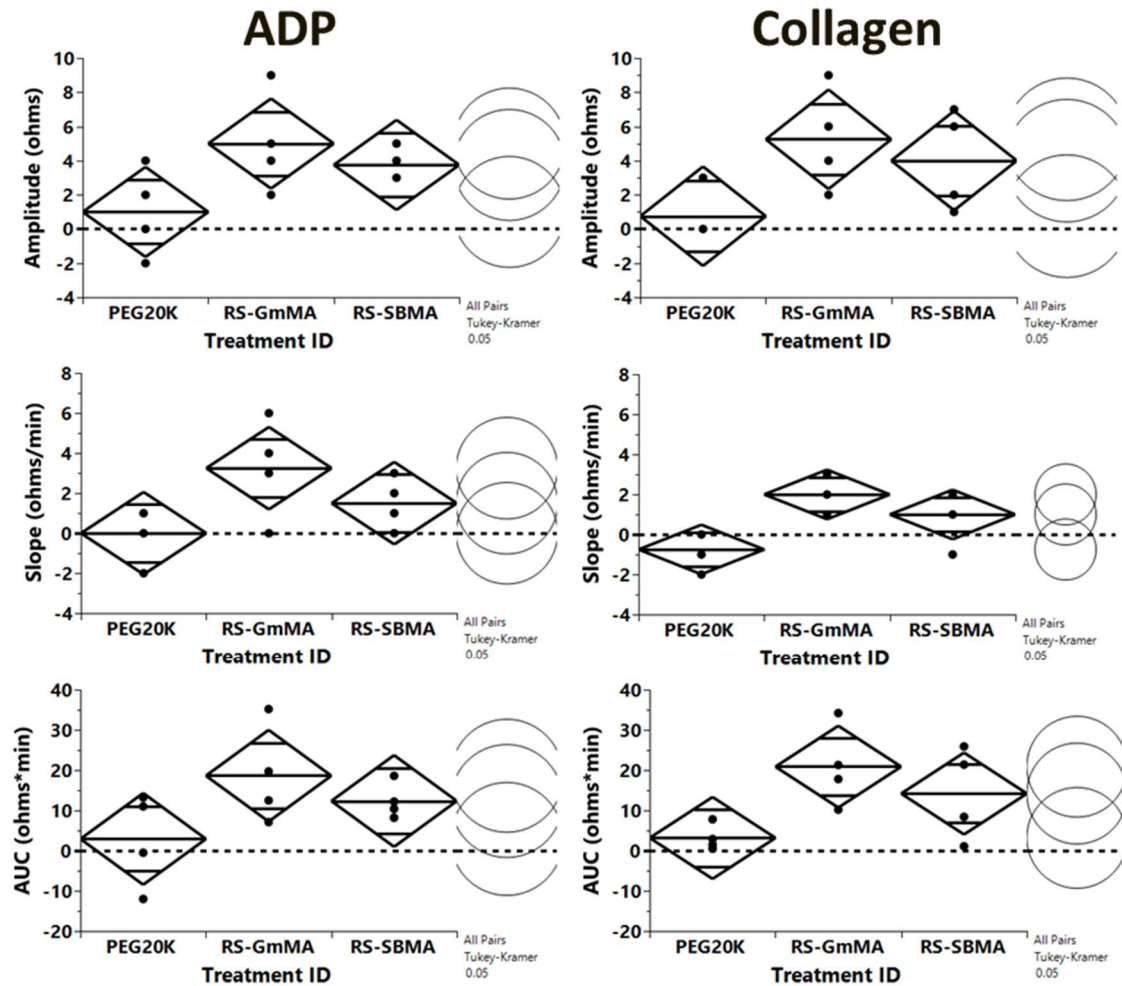 ADP
Collagen
Amplitude (ohms)
10
8
6
4
2
0
-2
-4
PEG20K RS-GmMA RS-SBMA
Treatment ID
All Pairs
Tukey-Kramer
0.05
Amplitude (ohms)
10
8
6
4
2
0
-2
-4
PEG20K RS-GmMA RS-SBMA
Treatment ID
All Pairs
Tukey-Kramer
0.05
Slope (ohms/min)
8
6
4
2
0
-2
-4
PEG20K RS-GmMA RS-SBMA
Treatment ID
All Pairs
Tukey-Kramer
0.05
Slope (ohms/min)
8
6
4
2
0
-2
-4
PEG20K RS-GmMA RS-SBMA
Treatment ID
All Pairs
Tukey-Kramer
0.05
AUC (ohms*min)
40
30
20
10
0
-10
-20
PEG20K RS-GmMA RS-SBMA
Treatment ID
All Pairs
Tukey-Kramer
0.05
AUC (ohms*min)
40
30
20
10
0
-10
-20
PEG20K RS-GmMA RS-SBMA
Treatment ID
All Pairs
Tukey-Kramer
0.05